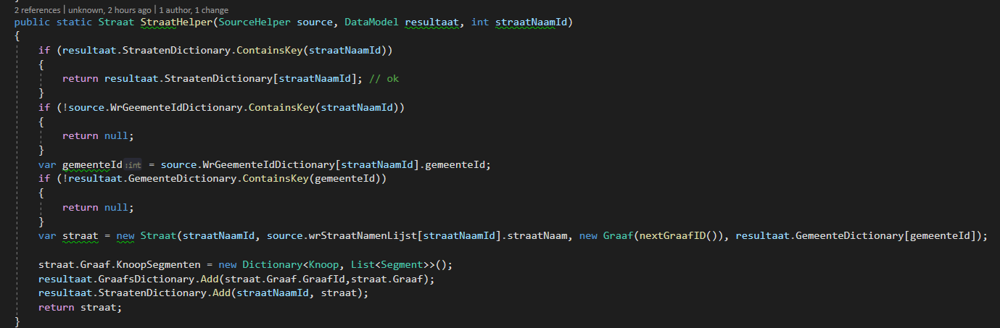 2 references | unknown, 2 hours ago | 1 author, 1 change
public static Straat StraatHelper(SourceHelper source, DataModel resultaat, int straatNaamId)
{
    if (resultaat.StraatenDictionary.ContainsKey(straatNaamId))
    {
        return resultaat.StraatenDictionary[straatNaamId]; // ok
    }
    if (!source.WrGeementeIdDictionary.ContainsKey(straatNaamId))
    {
        return null;
    }
    var gemeenteId:int = source.WrGeementeIdDictionary[straatNaamId].gemeenteId;
    if (!resultaat.GemeenteDictionary.ContainsKey(gemeenteId))
    {
        return null;
    }
    var straat = new Straat(straatNaamId, source.wrStraatNamenLijst[straatNaamId].straatNaam, new Graaf(nextGraafID()), resultaat.GemeenteDictionary[gemeenteId]);
    straat.Graaf.KnoopSegmenten = new Dictionary<Knoop, List<Segment>>();
    resultaat.GraafsDictionary.Add(straat.Graaf.GraafId,straat.Graaf);
    resultaat.StraatenDictionary.Add(straatNaamId, straat);
    return straat;
}